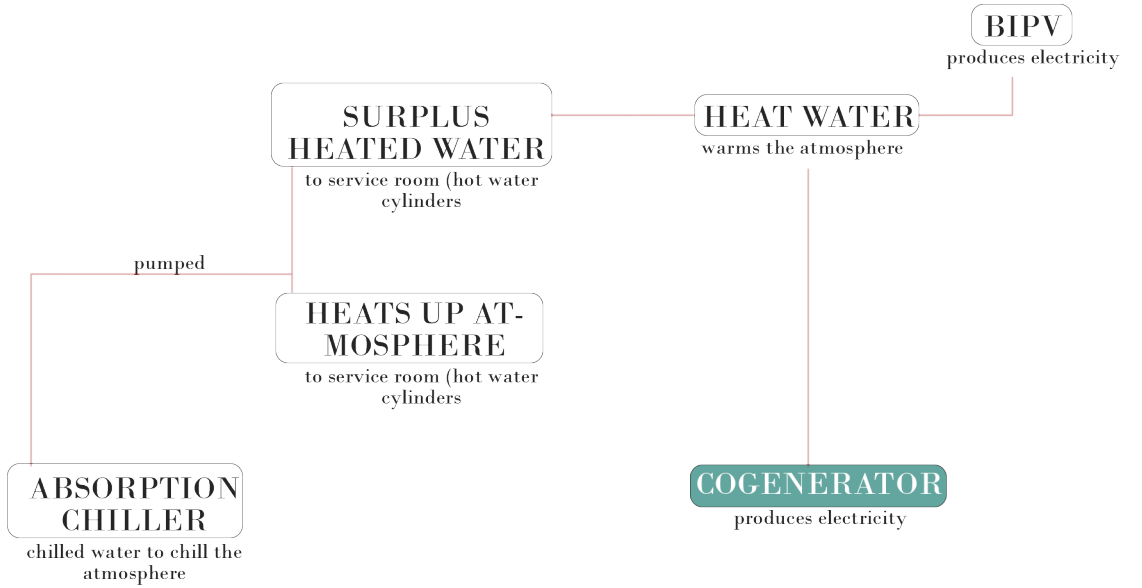 BIPV
produces electricity
SURPLUS
HEATED WATER
to service room (hot water
cylinders
HEAT WATER
warms the atmosphere
pumped
HEATS UP AT-
MOSPHERE
to service room (hot water
cylinders
ABSORPTION
CHILLER
chilled water to chill the
atmosphere
COGENERATOR
produces electricity